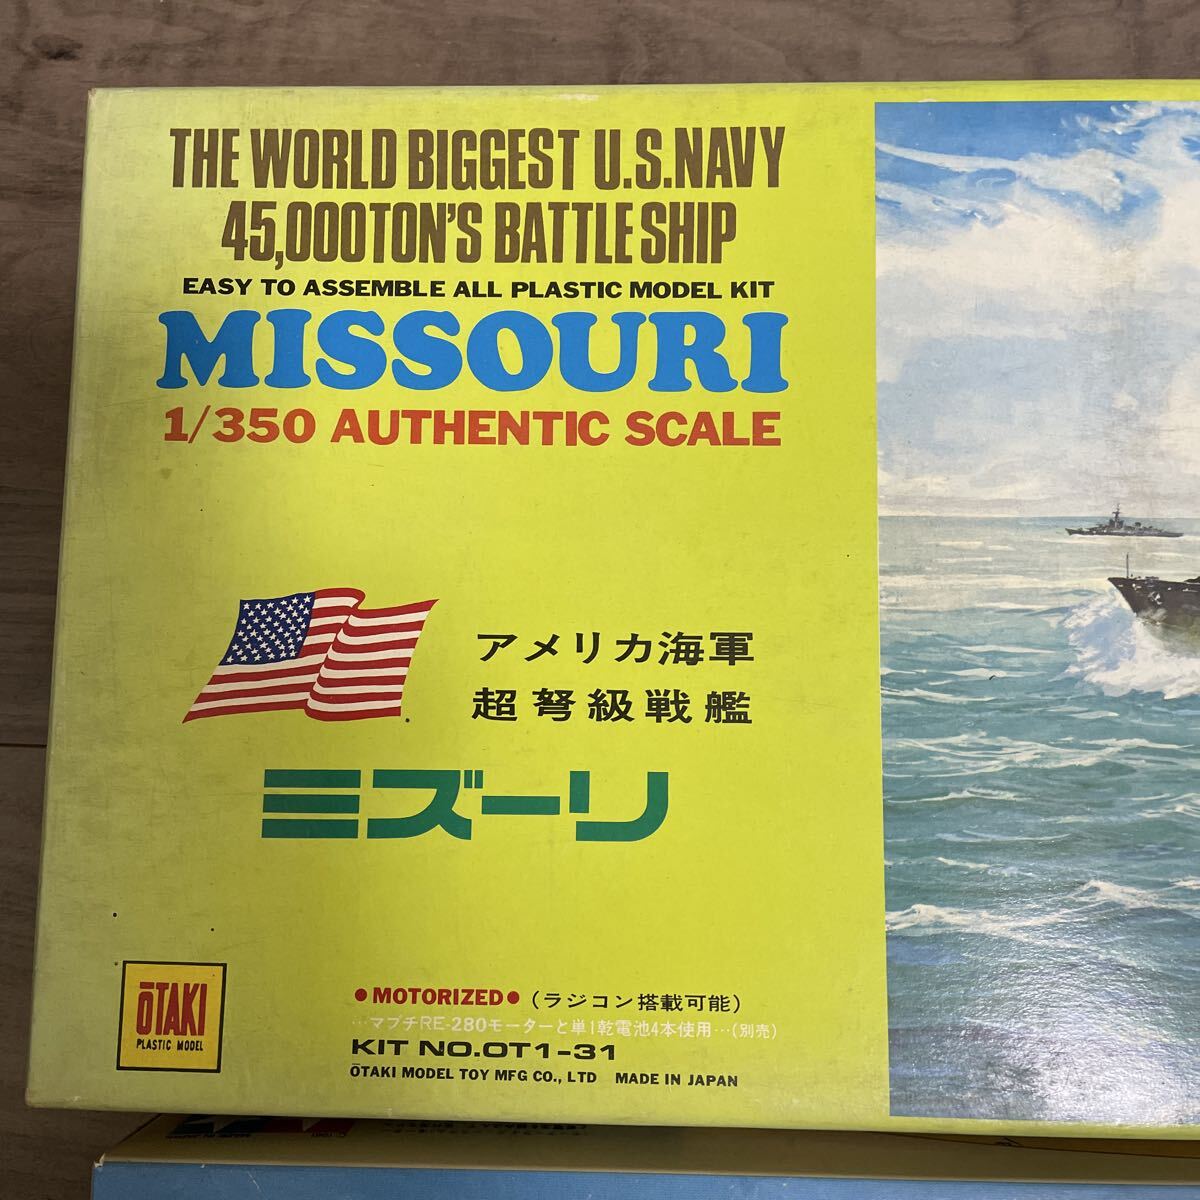 THE WORLD BIGGEST U.S.NAVY
45,000TON'S BATTLE SHIP
EASY TO ASSEMBLE ALL PLASTIC MODEL KIT
MISSOURI
1/350 AUTHENTIC SCALE
アメリカ海軍
超弩級戦艦
ミズーリ
ōTAKI
PLASTIC MODEL
●MOTORIZED● (ラジコン搭載可能)
…マブチRE-280モーターと単1乾電池4本使用…(別売)
KIT NO.OT1-31
ōTAKI MODEL TOY MFG CO., LTD MADE IN JAPAN